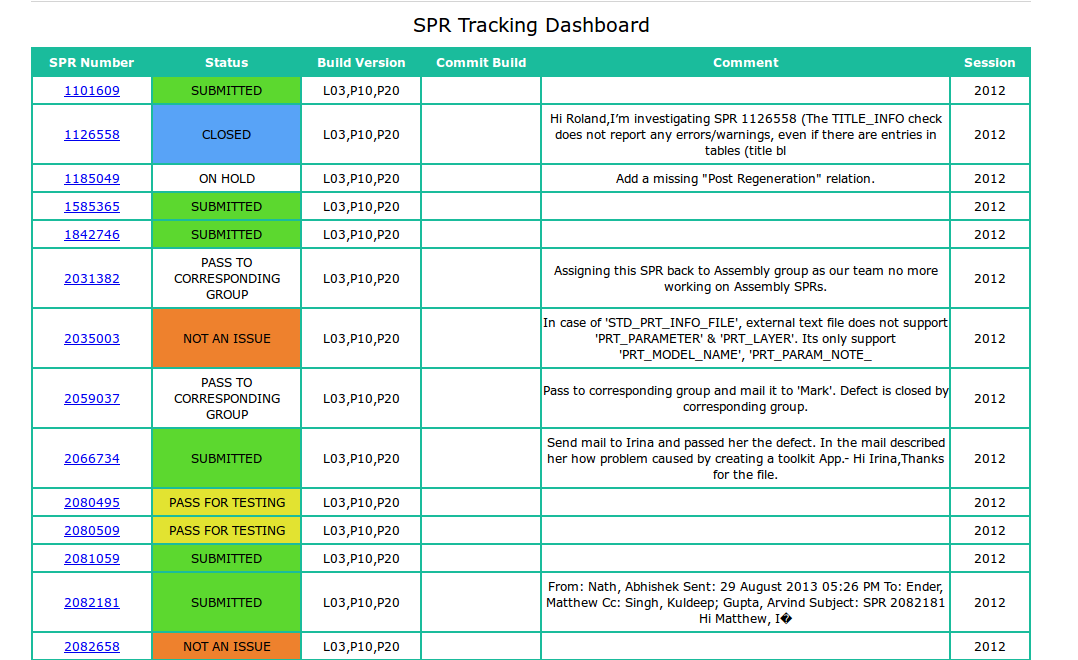 SPR Tracking Dashboard
SPR Number Status Build Version Commit Build Comment Session
1101609 SUBMITTED L03,P10,P20 2012
1126558 CLOSED L03,P10,P20 Hi Roland,I'm investigating SPR 1126558 (The TITLE_INFO check
does not report any errors/warnings, even if there are entries in
tables (title bl 2012
1185049 ON HOLD L03,P10,P20 Add a missing "Post Regeneration" relation. 2012
1585365 SUBMITTED L03,P10,P20 2012
1842746 SUBMITTED L03,P10,P20 2012
2031382 PASS TO
CORRESPONDING
GROUP L03,P10,P20 Assigning this SPR back to Assembly group as our team no more
working on Assembly SPRs. 2012
2035003 NOT AN ISSUE L03,P10,P20 In case of 'STD_PRT_INFO_FILE', external text file does not support
'PRT_PARAMETER' & 'PRT_LAYER'. Its only support
'PRT_MODEL_NAME', 'PRT_PARAM_NOTE_ 2012
2059037 PASS TO
CORRESPONDING
GROUP L03,P10,P20 Pass to corresponding group and mail it to 'Mark'. Defect is closed by
corresponding group. 2012
2066734 SUBMITTED L03,P10,P20 Send mail to Irina and passed her the defect. In the mail described
her how problem caused by creating a toolkit App.- Hi Irina,Thanks
for the file. 2012
2080495 PASS FOR TESTING L03,P10,P20 2012
2080509 PASS FOR TESTING L03,P10,P20 2012
2081059 SUBMITTED L03,P10,P20 2012
2082181 SUBMITTED L03,P10,P20 From: Nath, Abhishek Sent: 29 August 2013 05:26 PM To: Ender,
Matthew Cc: Singh, Kuldeep; Gupta, Arvind Subject: SPR 2082181
Hi Matthew, I� 2012
2082658 NOT AN ISSUE L03,P10,P20 2012